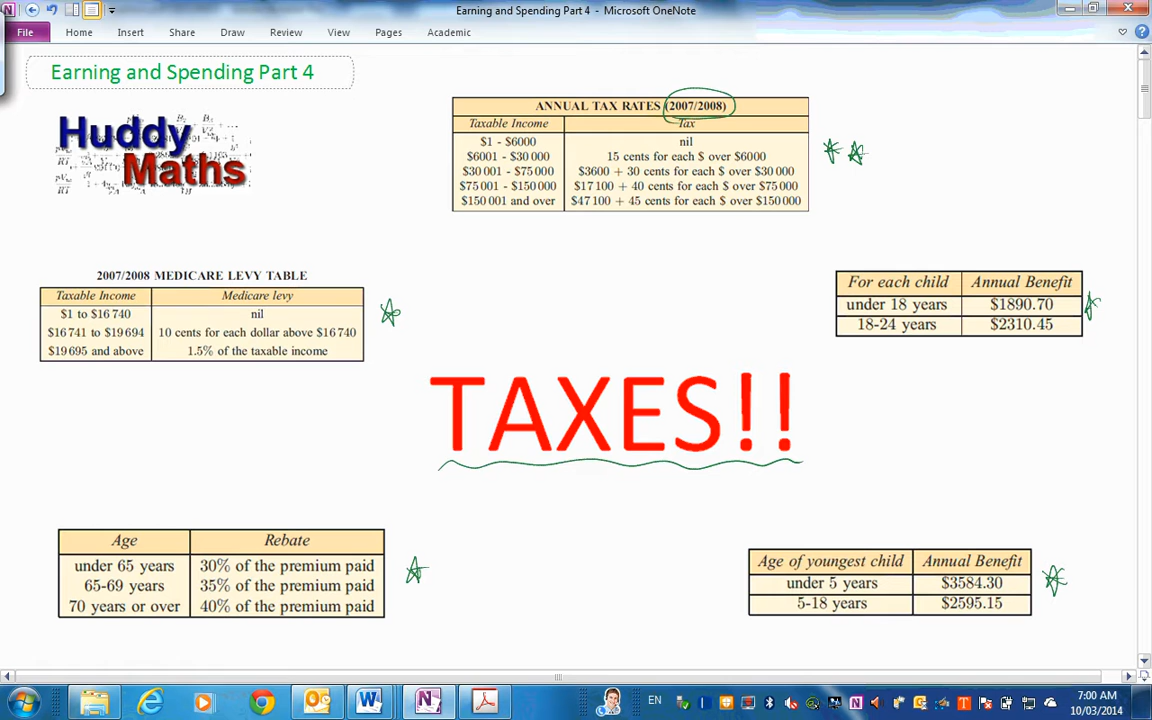 Earning and Spending Part 4 - Microsoft OneNote
File Home Insert Share Draw Review View Pages Academic
Earning and Spending Part 4
Huddy
Maths
ANNUAL TAX RATES (2007/2008)
Taxable Income Tax
$1 - $6000 nil
$6001 - $30 000 15 cents for each $ over $6000
$30 001 - $75 000 $3600 + 30 cents for each $ over $30 000
$75 001 - $150 000 $17 100 + 40 cents for each $ over $75 000
$150 001 and over $47 100 + 45 cents for each $ over $150 000
2007/2008 MEDICARE LEVY TABLE
Taxable Income Medicare levy
$1 to $16 740 nil
$16 741 to $19 694 10 cents for each dollar above $16 740
$19 695 and above 1.5% of the taxable income
For each child Annual Benefit
under 18 years $1890.70
18-24 years $2310.45
TAXES!!
Age Rebate
under 65 years 30% of the premium paid
65-69 years 35% of the premium paid
70 years or over 40% of the premium paid
Age of youngest child Annual Benefit
under 5 years $3584.30
5-18 years $2595.15
EN
7:00 AM
10/03/2014